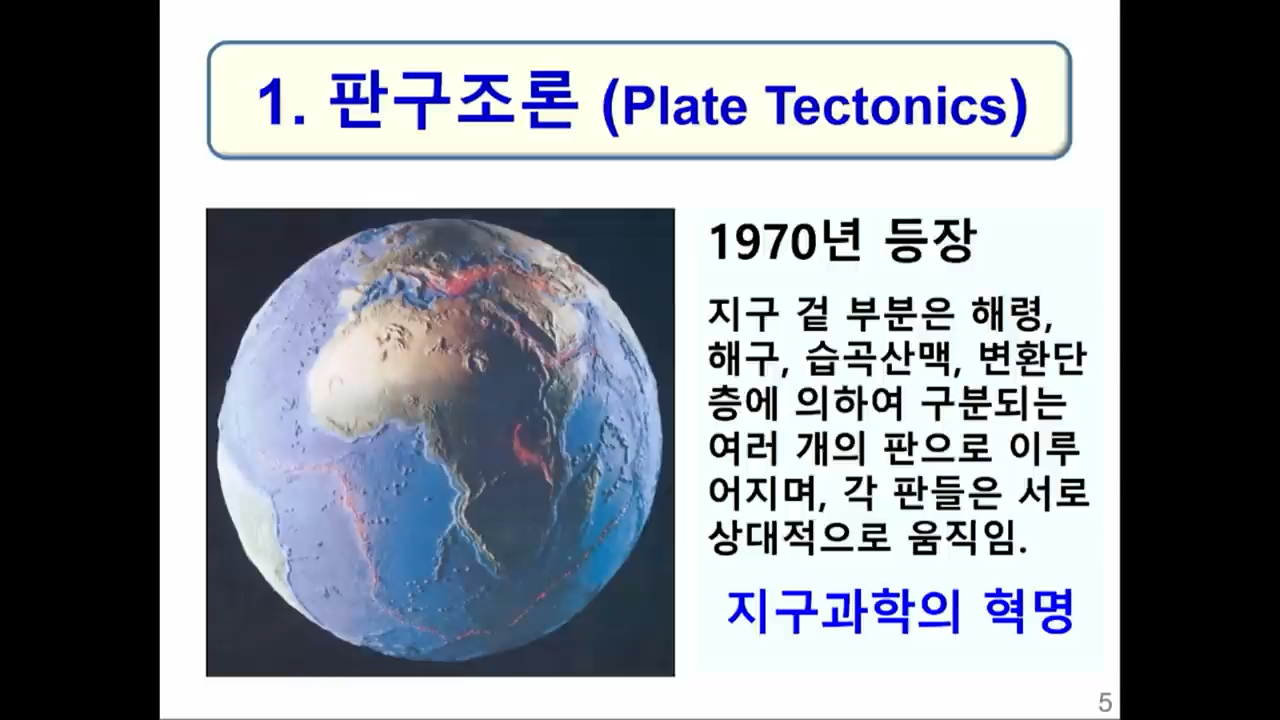 1. 판구조론 (Plate Tectonics)
1970년 등장
지구 겉 부분은 해령,
해구, 습곡산맥, 변환단
층에 의하여 구분되는
여러 개의 판으로 이루
어지며, 각 판들은 서로
상대적으로 움직임.
지구과학의 혁명
5